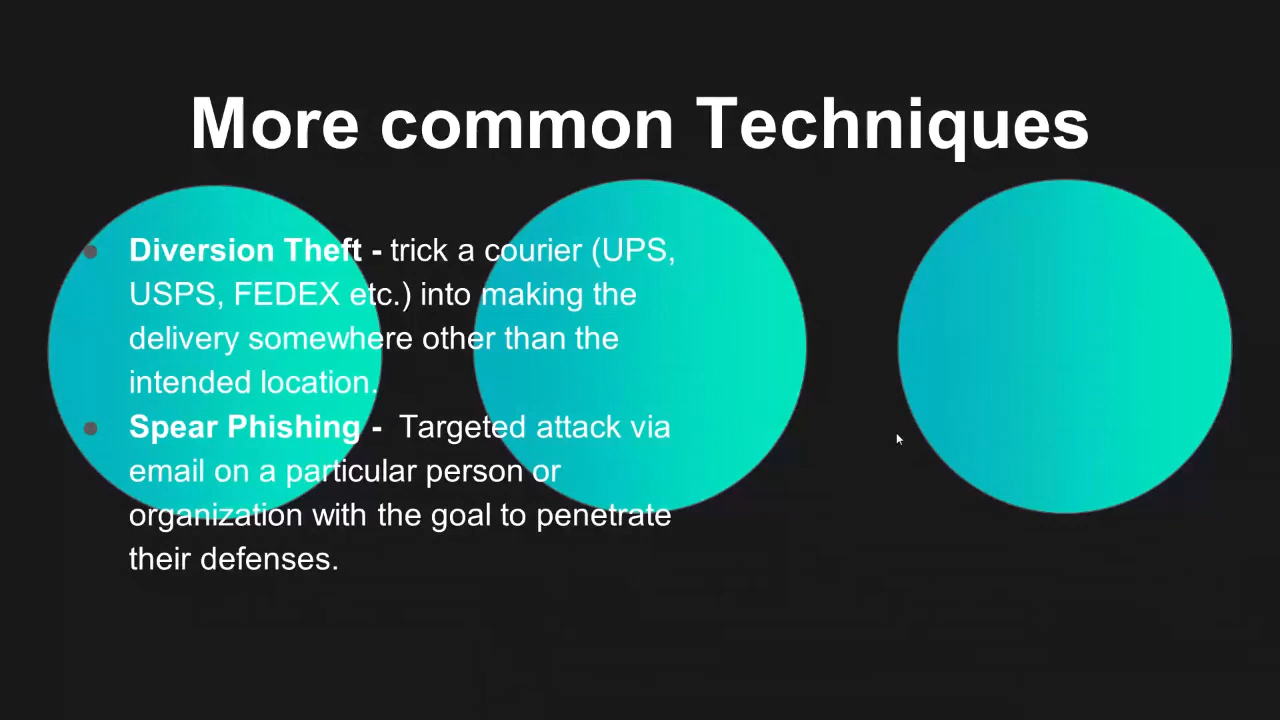 More common Techniques
Diversion Theft - trick a courier (UPS,
USPS, FEDEX etc.) into making the
delivery somewhere other than the
intended location.
Spear Phishing -  Targeted attack via
email on a particular person or
organization with the goal to penetrate
their defenses.